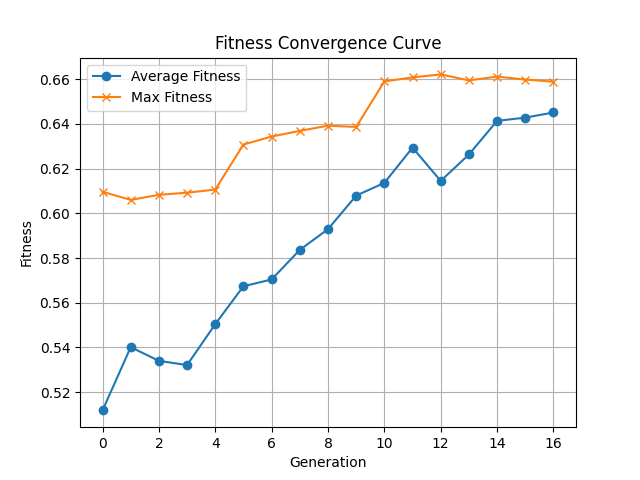 Fitness Convergence Curve
Average Fitness
Max Fitness
0.66
0.64
0.62
0.60
0.58
0.56
0.54
0.52
Fitness
0 2 4 6 8 10 12 14 16
Generation